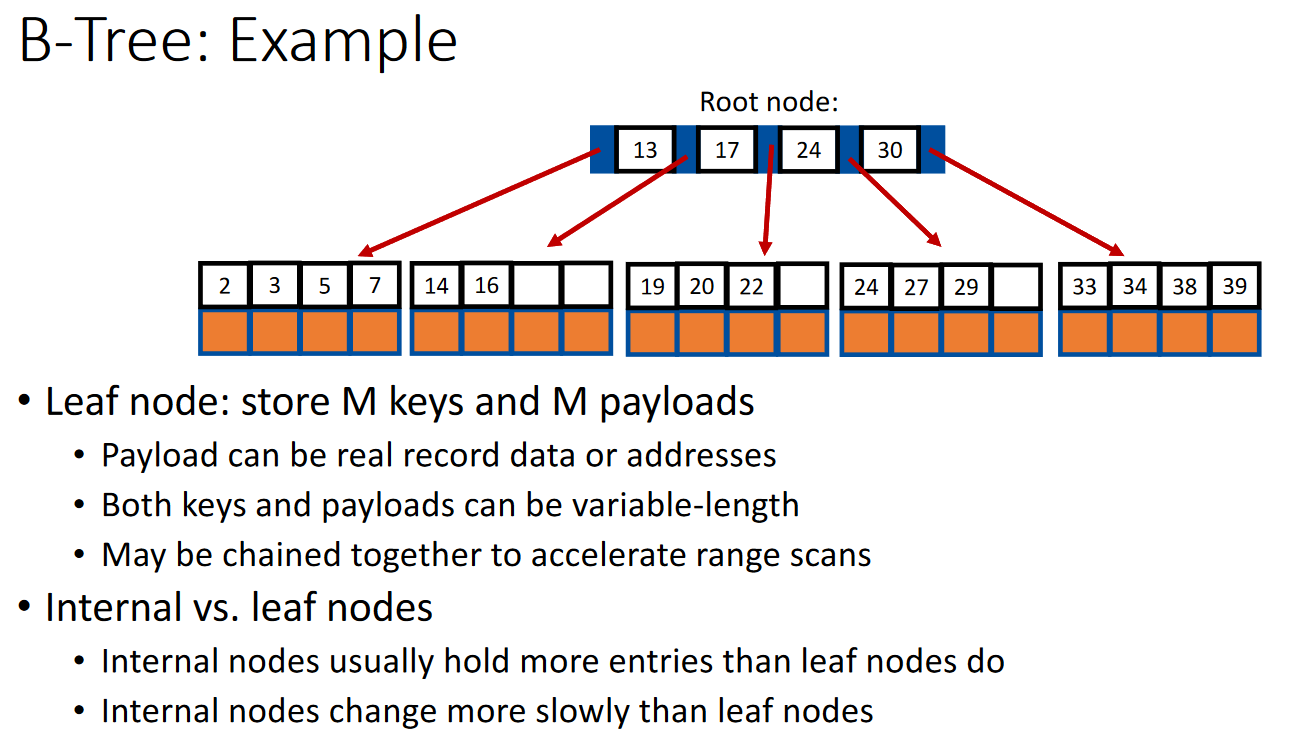 B-Tree: Example
Root node:
13 17 24 30
2 3 5 7 14 16 19 20 22 24 27 29 33 34 38 39
• Leaf node: store M keys and M payloads
• Payload can be real record data or addresses
• Both keys and payloads can be variable-length
• May be chained together to accelerate range scans
• Internal vs. leaf nodes
• Internal nodes usually hold more entries than leaf nodes do
• Internal nodes change more slowly than leaf nodes